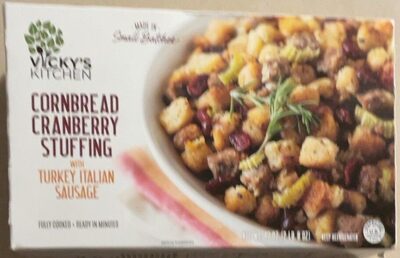 VICKY'S
KITCHEN
MADE IN
Small Batches
CORNBREAD
CRANBERRY
STUFFING
WITH
TURKEY ITALIAN
SAUSAGE
FULLY COOKED • READY IN MINUTES
KEEP REFRIGERATED